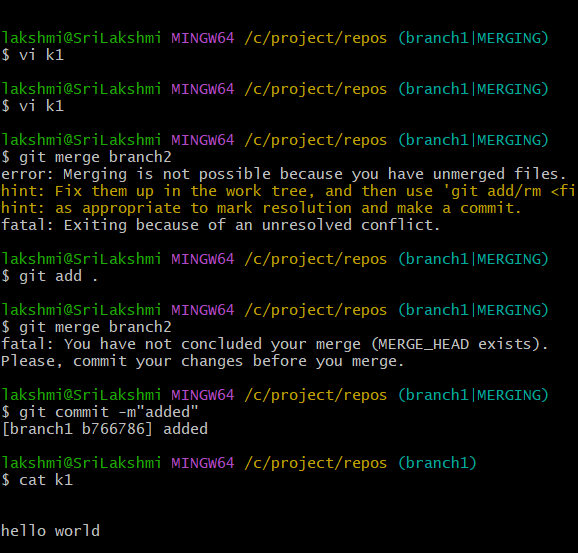 lakshmi@SriLakshmi MINGW64 /c/project/repos (branch1|MERGING)
$ vi k1
lakshmi@SriLakshmi MINGW64 /c/project/repos (branch1|MERGING)
$ vi k1
lakshmi@SriLakshmi MINGW64 /c/project/repos (branch1|MERGING)
$ git merge branch2
error: Merging is not possible because you have unmerged files.
hint: Fix them up in the work tree, and then use 'git add/rm <fi
hint: as appropriate to mark resolution and make a commit.
fatal: Exiting because of an unresolved conflict.
lakshmi@SriLakshmi MINGW64 /c/project/repos (branch1|MERGING)
$ git add .
lakshmi@SriLakshmi MINGW64 /c/project/repos (branch1|MERGING)
$ git merge branch2
fatal: You have not concluded your merge (MERGE_HEAD exists).
Please, commit your changes before you merge.
lakshmi@SriLakshmi MINGW64 /c/project/repos (branch1|MERGING)
$ git commit -m"added"
[branch1 b766786] added
lakshmi@SriLakshmi MINGW64 /c/project/repos (branch1)
$ cat k1
hello world